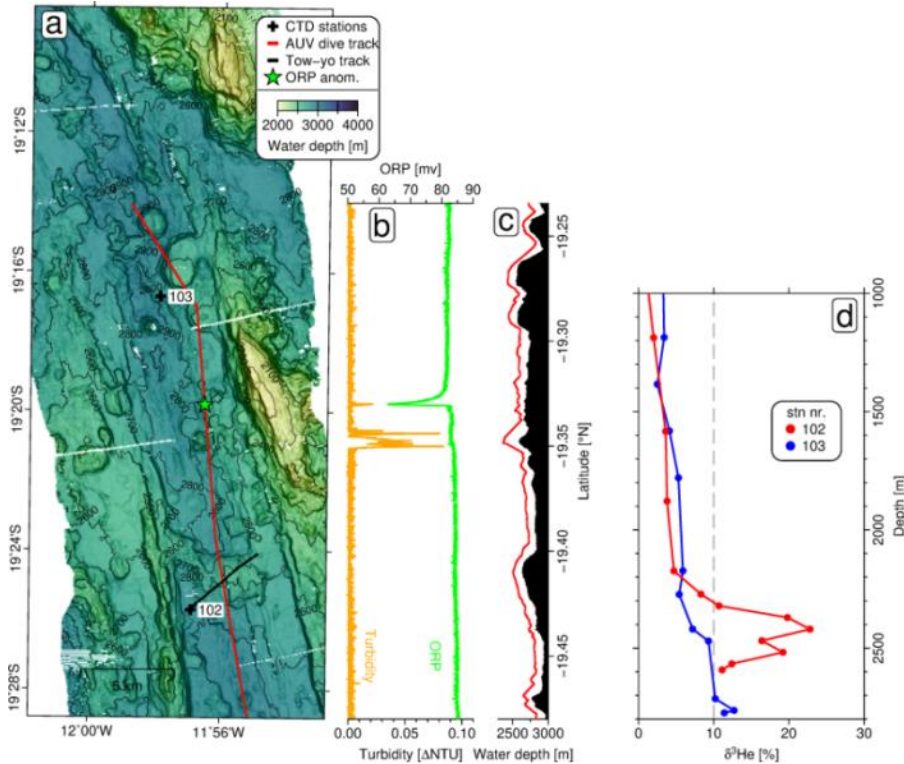 a
CTD stations
AUV dive track
Tow-yo track
ORP anom.
2000 3000 4000
Water depth [m]
19°12'S
19°16'S
19°20'S
19°24'S
19°28'S
12°00'W
11°56'W
103
102
5 km
ORP [mv]
50 60 70 80 90
b
Turbidity
ORP
0.00 0.05 0.10
Turbidity [ΔNTU]
c
−19.25
−19.30
−19.35
−19.40
−19.45
Latitude [°N]
2500 3000
Water depth [m]
d
1000
1500
2000
2500
Depth [m]
stn nr.
102
103
0 10 20 30
δ³He [%]